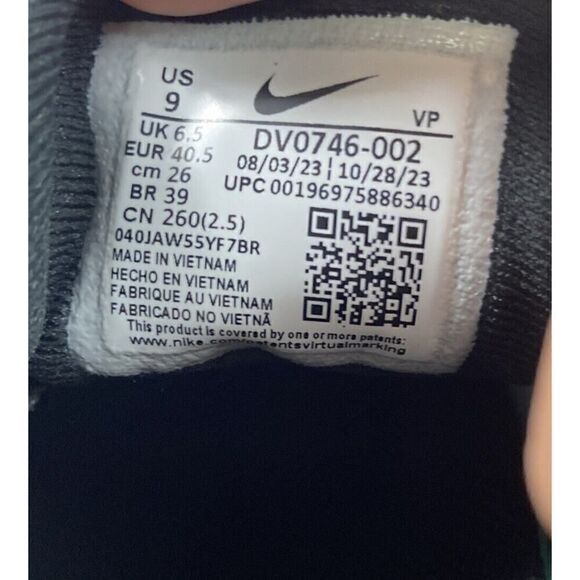 US
9
VP
UK 6.5
EUR 40.5
cm 26
BR 39
CN 260(2.5)
DV0746-002
08/03/23 | 10/28/23
UPC 00196975886340
040JAW55YF7BR
MADE IN VIETNAM
HECHO EN VIETNAM
FABRIQUE AU VIETNAM
FABRICADO NO VIETNÃ
This product is covered by one or more patents
www.nike.com/patentsvirtualmarking